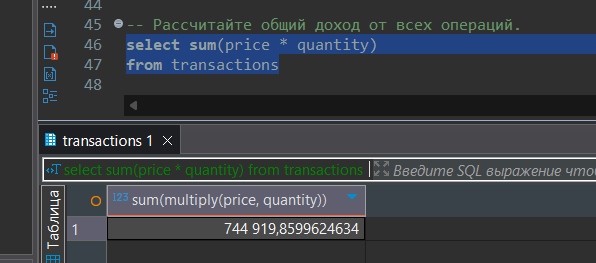 44
45 -- Рассчитайте общий доход от всех операций.
46 select sum(price * quantity)
47 from transactions
48
transactions 1
select sum(price * quantity) from transactions Введите SQL выражение чтоб
Таблица
123 sum(multiply(price, quantity))
1 744 919,8599624634